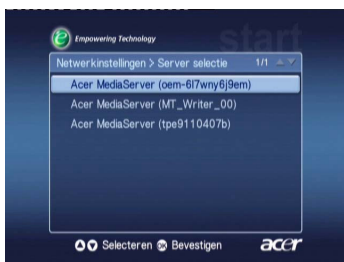 Empowering Technology
start
Netwerkinstellingen > Server selectie 1/1
Acer MediaServer (oem-6l7wny6j9em)
Acer MediaServer (MT_Writer_00)
Acer MediaServer (tpe9110407b)
Selecteren OK Bevestigen
acer